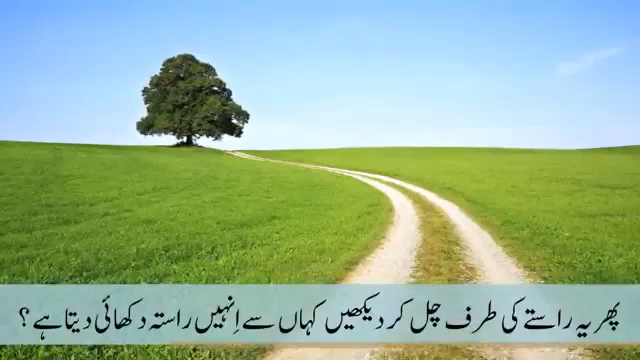 پھر یہ راستے کی طرف چل کر دیکھیں کہاں سے اِنہیں راستہ دکھائی دیتا ہے ؟